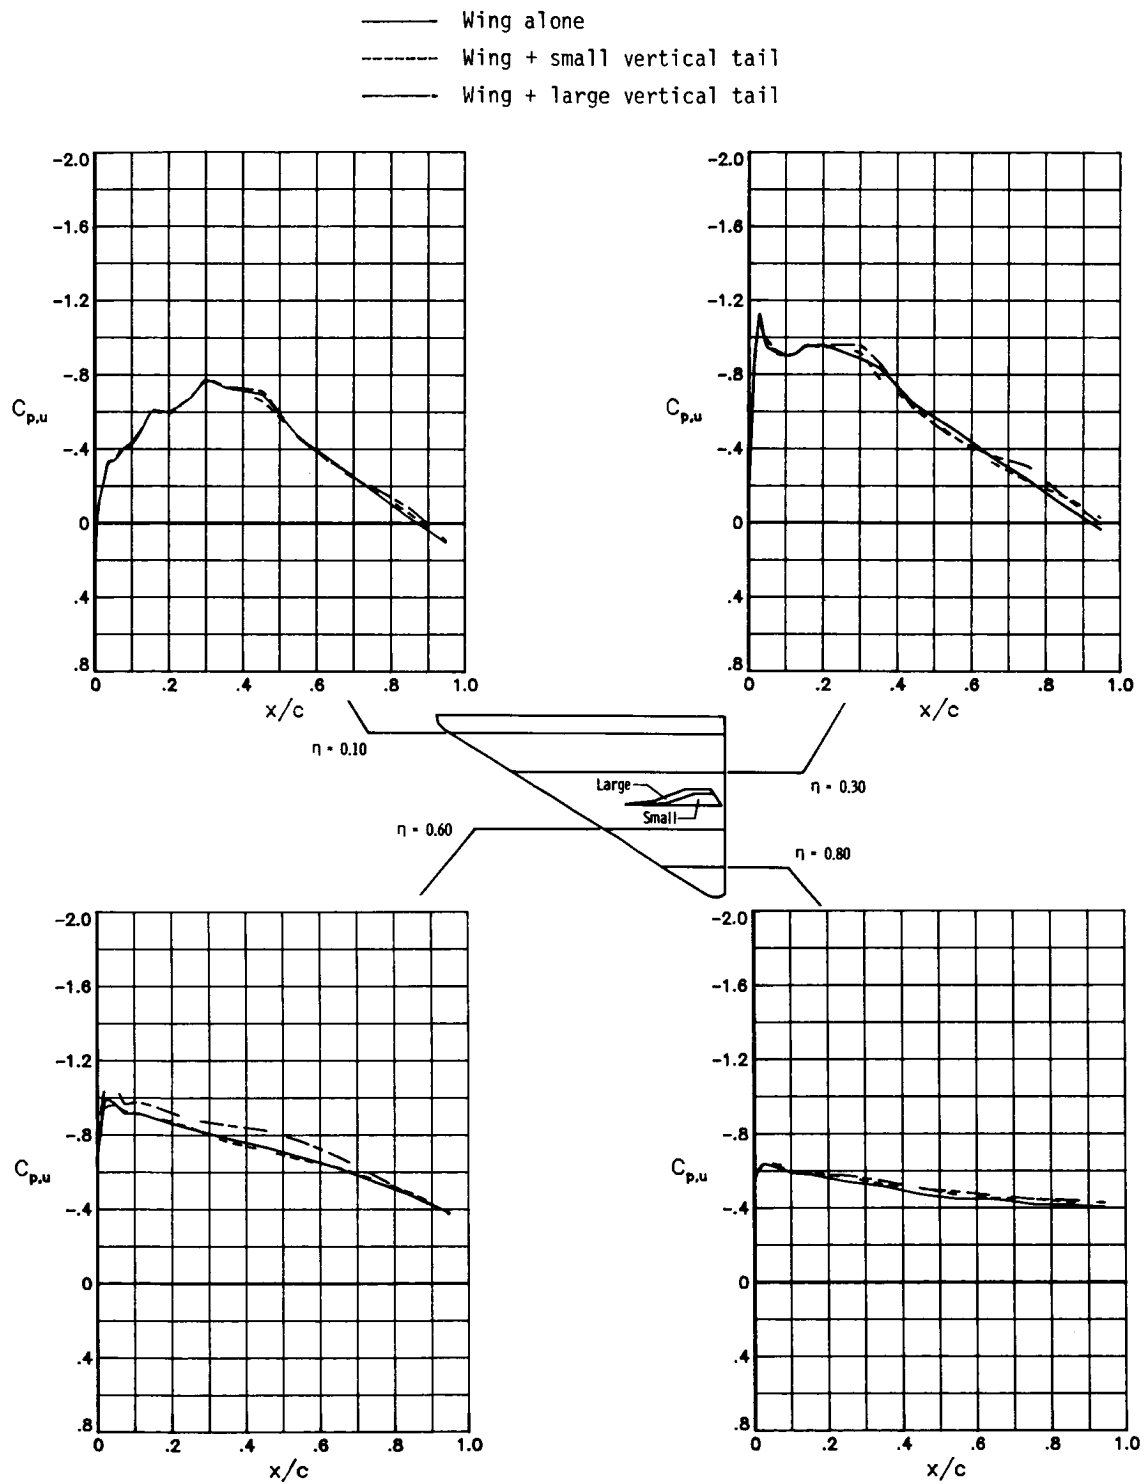 Wing alone
Wing + small vertical tail
Wing + large vertical tail
-2.0
-1.6
-1.2
-.8
-.4
0
.4
.8
C p,u
0 .2 .4 .6 .8 1.0
x/c
-2.0
-1.6
-1.2
-.8
-.4
0
.4
.8
C p,u
0 .2 .4 .6 .8 1.0
x/c
η = 0.10
η = 0.30
Large
Small
η = 0.60
η = 0.80
-2.0
-1.6
-1.2
-.8
-.4
0
.4
.8
C p,u
0 .2 .4 .6 .8 1.0
x/c
-2.0
-1.6
-1.2
-.8
-.4
0
.4
.8
C p,u
0 .2 .4 .6 .8 1.0
x/c